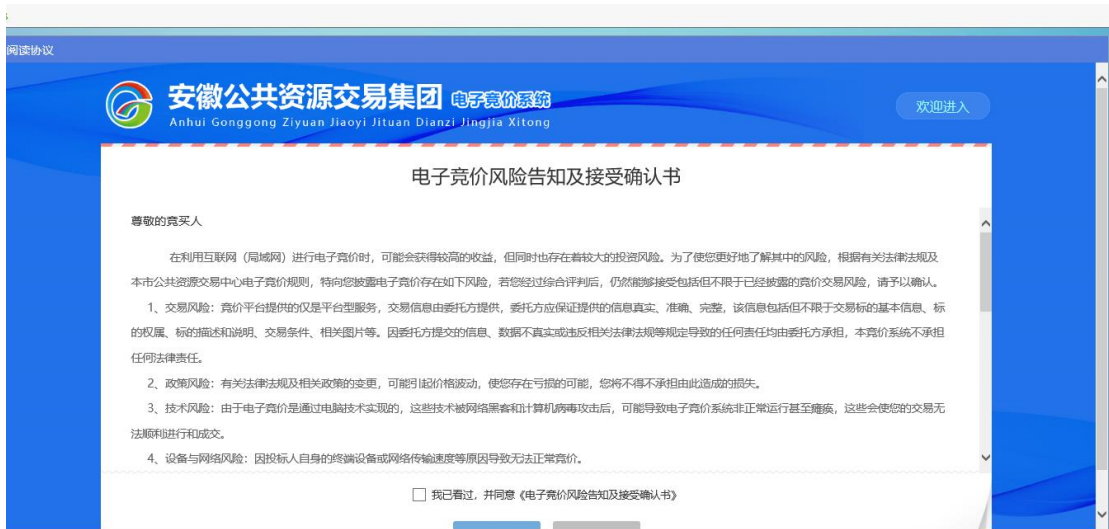 阅读协议
安徽公共资源交易集团 电子竞价系统
Anhui Gonggong Ziyuan Jiaoyi Jituan Dianzi Jingjia Xitong
欢迎进入
电子竞价风险告知及接受确认书
尊敬的竞买人
在利用互联网（局域网）进行电子竞价时，可能会获得较高的收益，但同时也存在着较大的投资风险。为了使您更好地了解其中的风险，根据有关法律法规及
本市公共资源交易中心电子竞价规则，特向您披露电子竞价存在如下风险，若您经过综合评判后，仍然能够接受包括但不限于已经披露的竞价交易风险，请予以确认。
1、交易风险：竞价平台提供的仅是平台型服务，交易信息由委托方提供，委托方应保证提供的信息真实、准确、完整，该信息包括但不限于交易标的基本信息、标
的权属、标的描述和说明、交易条件、相关图片等。因委托方提交的信息、数据不真实或违反相关法律法规等规定导致的任何责任均由委托方承担，本竞价系统不承担
任何法律责任。
2、政策风险：有关法律法规及相关政策的变更，可能引起价格波动，使您存在亏损的可能，您将不得不承担由此造成的损失。
3、技术风险：由于电子竞价是通过电脑技术实现的，这些技术被网络黑客和计算机病毒攻击后，可能导致电子竞价系统非正常运行甚至瘫痪，这些会使您的交易无
法顺利进行和成交。
4、设备与网络风险：因投标人自身的终端设备或网络传输速度等原因导致无法正常竞价。
我已看过，并同意《电子竞价风险告知及接受确认书》